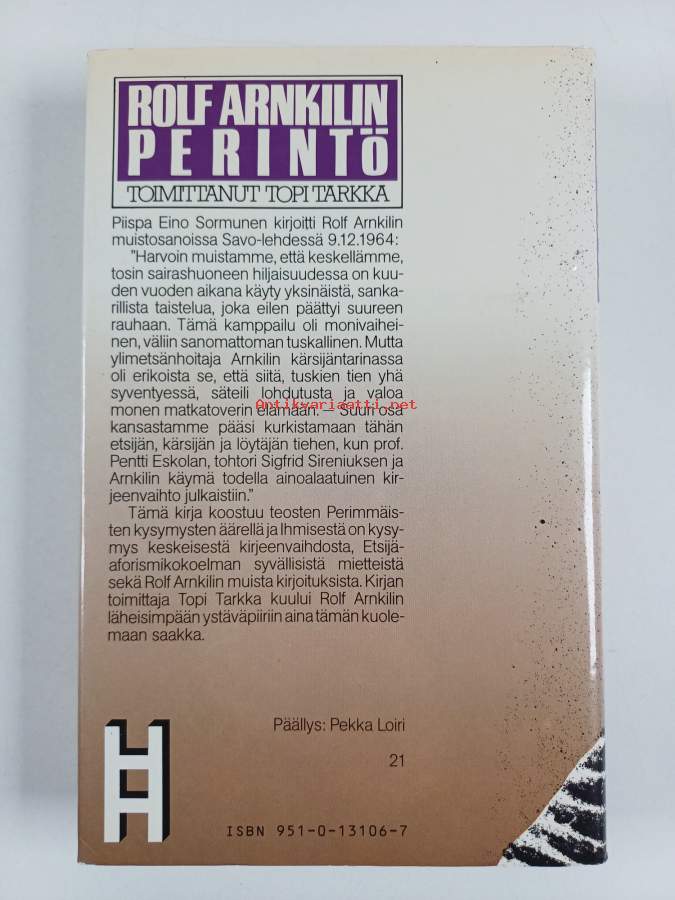 ROLF ARNKILIN
PERINTÖ
TOIMITTANUT TOPI TARKKA
Piispa Eino Sormunen kirjoitti Rolf Arnkilin
muistosanoissa Savo-lehdessä 9.12.1964:
"Harvoin muistamme, että keskellämme,
tosin sairashuoneen hiljaisuudessa on kuu-
den vuoden aikana käyty yksinäistä, sanka-
rillista taistelua, joka eilen päättyi suureen
rauhaan. Tämä kamppailu oli monivaihei-
nen, väliin sanomattoman tuskallinen. Mutta
ylimetsänhoitaja Arnkilin kärsijäntarinassa
oli erikoista se, että siitä, tuskien tien yhä
syventyessä, säteili lohdutusta ja valoa
monen matkatoverin elämään. – Suuri osa
Antikvariaatti.net
kansastamme pääsi kurkistamaan tähän
etsijän, kärsijän ja löytäjän tiehen, kun prof.
Pentti Eskolan, tohtori Sigfrid Sireniuksen ja
Arnkilin käymä todella ainoalaatuinen kir-
jeenvaihto julkaistiin."
Tämä kirja koostuu teosten Perimmäis-
ten kysymysten äärellä ja Ihmisestä on kysy-
mys keskeisestä kirjeenvaihdosta, Etsijä-
aforismikokoelman syvällisistä mietteistä
sekä Rolf Arnkilin muista kirjoituksista. Kirjan
toimittaja Topi Tarkka kuului Rolf Arnkilin
läheisimpään ystäväpiiriin aina tämän kuole-
maan saakka.
Päällys: Pekka Loiri
21
ISBN 951-0-13106-7